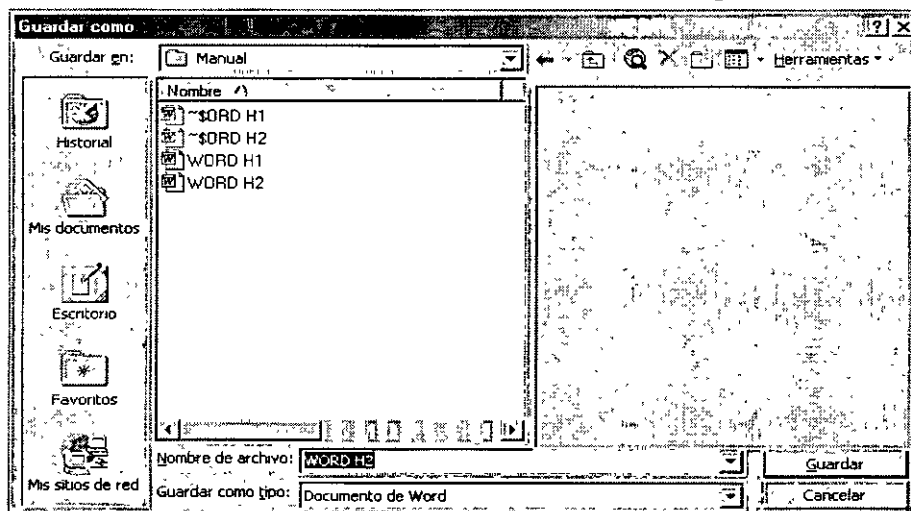 Guardar como
Guardar en: Manual Herramientas
Nombre
Historial
Mis documentos
Escritorio
Favoritos
Mis sitios de red
~$ORD H1
~$ORD H2
WORD H1
WORD H2
Nombre de archivo: WORD H2 Guardar
Guardar como tipo: Documento de Word Cancelar